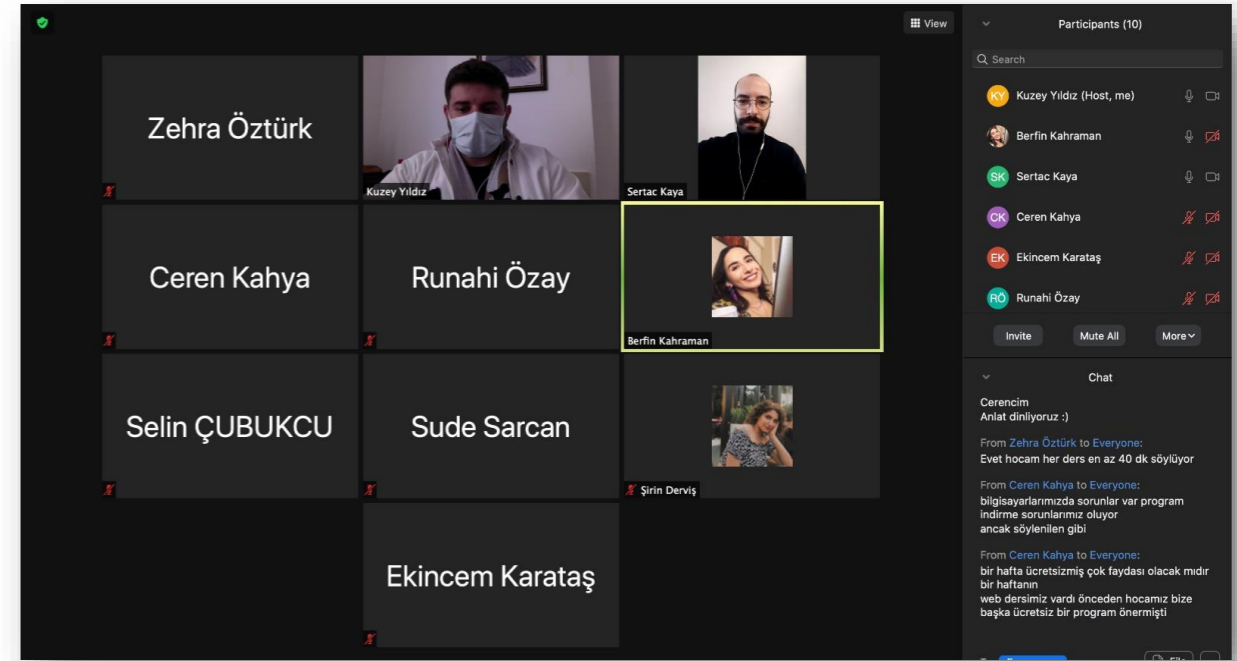 View
Zehra Öztürk
Kuzey Yıldız
Sertac Kaya
Ceren Kahya
Runahi Özay
Berfin Kahraman
Selin ÇUBUKCU
Sude Sarcan
Şirin Derviş
Ekincem Karataş
Participants (10)
Search
KY Kuzey Yıldız (Host, me)
Berfin Kahraman
SK Sertac Kaya
CK Ceren Kahya
EK Ekincem Karataş
RÖ Runahi Özay
Invite Mute All More
Chat
Cerencim
Anlat dinliyoruz :)
From Zehra Öztürk to Everyone:
Evet hocam her ders en az 40 dk söylüyor
From Ceren Kahya to Everyone:
bilgisayarlarımızda sorunlar var program
indirme sorunlarımız oluyor
ancak söylenilen gibi
From Ceren Kahya to Everyone:
bir hafta ücretsizmiş çok faydası olacak mıdır
bir haftanın
web dersimiz vardı önceden hocamız bize
başka ücretsiz bir program önermişti